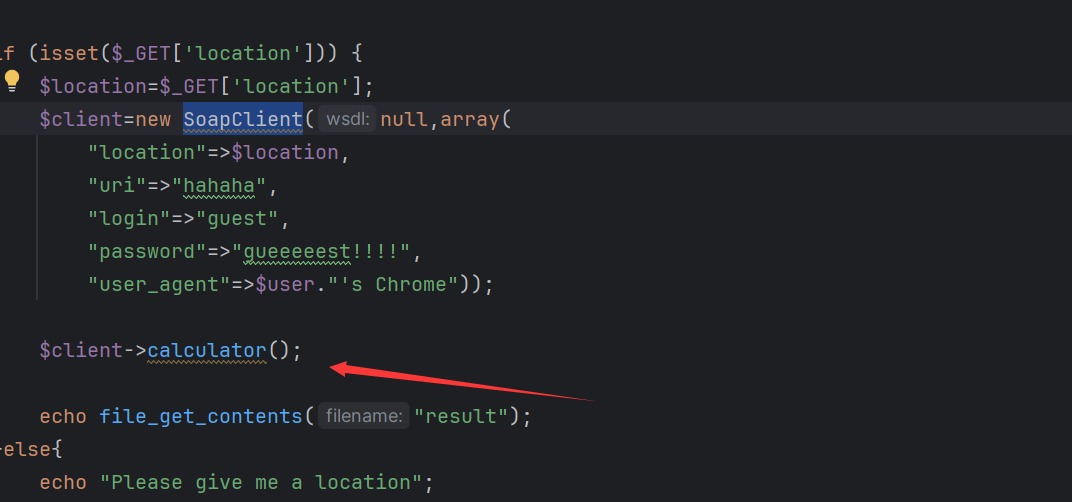 if (isset($_GET['location'])) {
$location=$_GET['location'];
$client=new SoapClient( wsdl: null,array(
"location"=>$location,
"uri"=>"hahaha",
"login"=>"guest",
"password"=>"gueeeeest!!!!",
"user_agent"=>$user."'s Chrome"));
$client->calculator();
echo file_get_contents( filename: "result");
}else{
echo "Please give me a location";